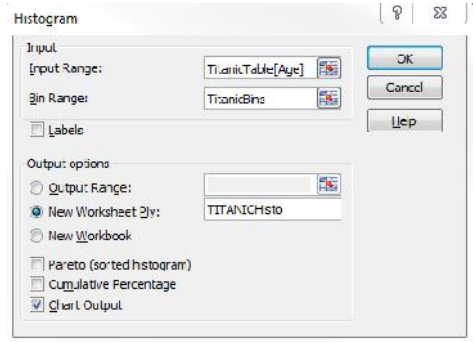 Histogram
Input
Input Range:
TitanicTable[Age]
Bin Range:
TitanicBins
Labels
OK
Cancel
Help
Output options
Output Range:
New Worksheet Ply:
TITANICHisto
New Workbook
Pareto (sorted histogram)
Cumulative Percentage
Chart Output